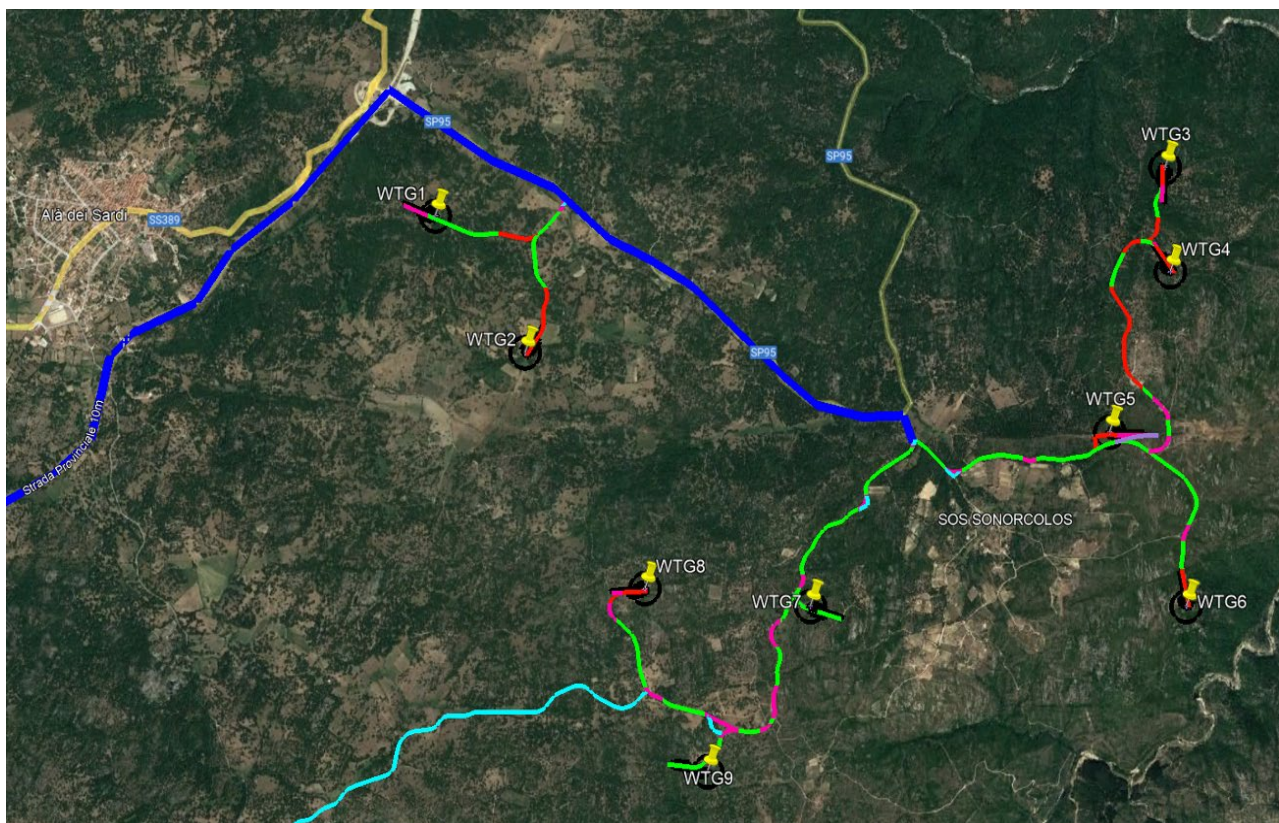 SP95
WTG3
SP95
WTG1
Alà dei Sardi
SS389
WTG4
WTG2
SP95
WTG5
Strada Provinciale 10m
SOS SONORCOLOS
WTG8
WTG7
WTG6
WTG9